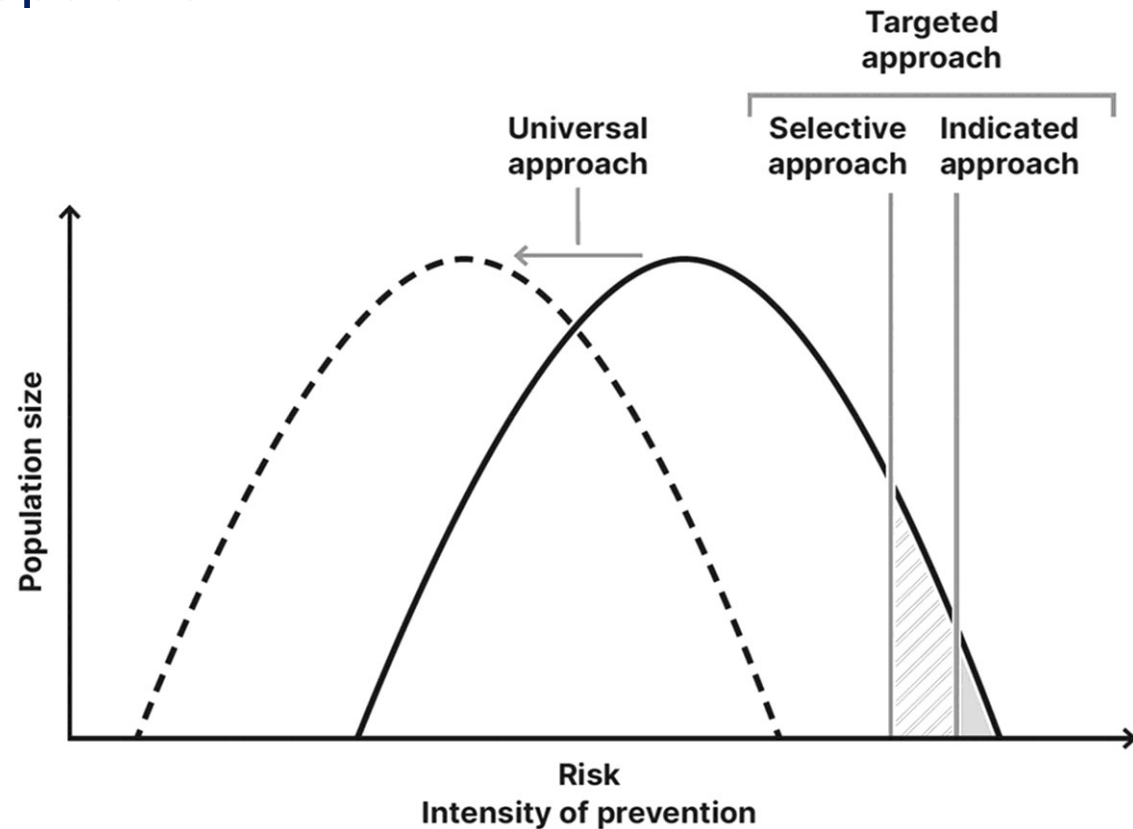 Targeted
approach
Universal
approach
Selective
approach
Indicated
approach
Population size
Risk
Intensity of prevention